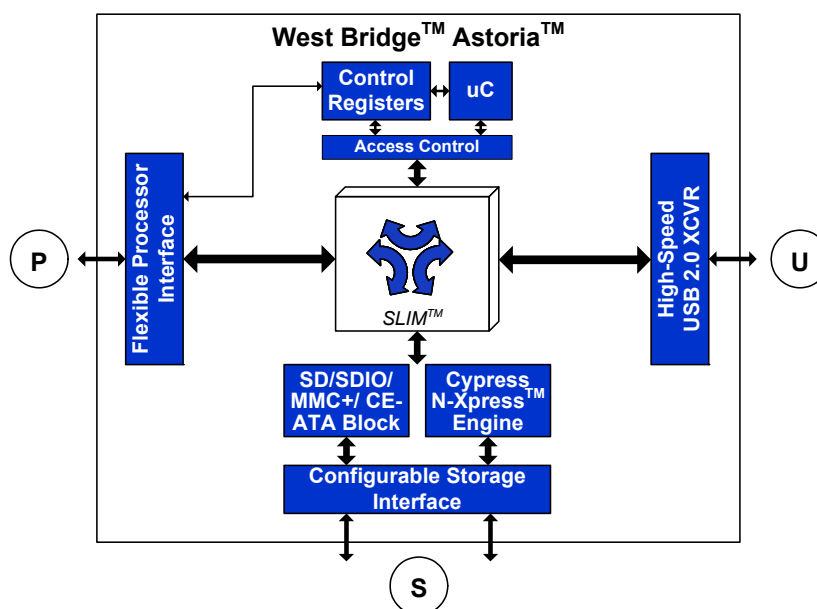 West Bridge™ Astoria™
Control
Registers
uC
Access Control
P
Flexible Processor
Interface
SLIM™
High-Speed
USB 2.0 XCVR
U
SD/SDIO/
MMC+/ CE-
ATA Block
Cypress
N-Xpress™
Engine
Configurable Storage
Interface
S